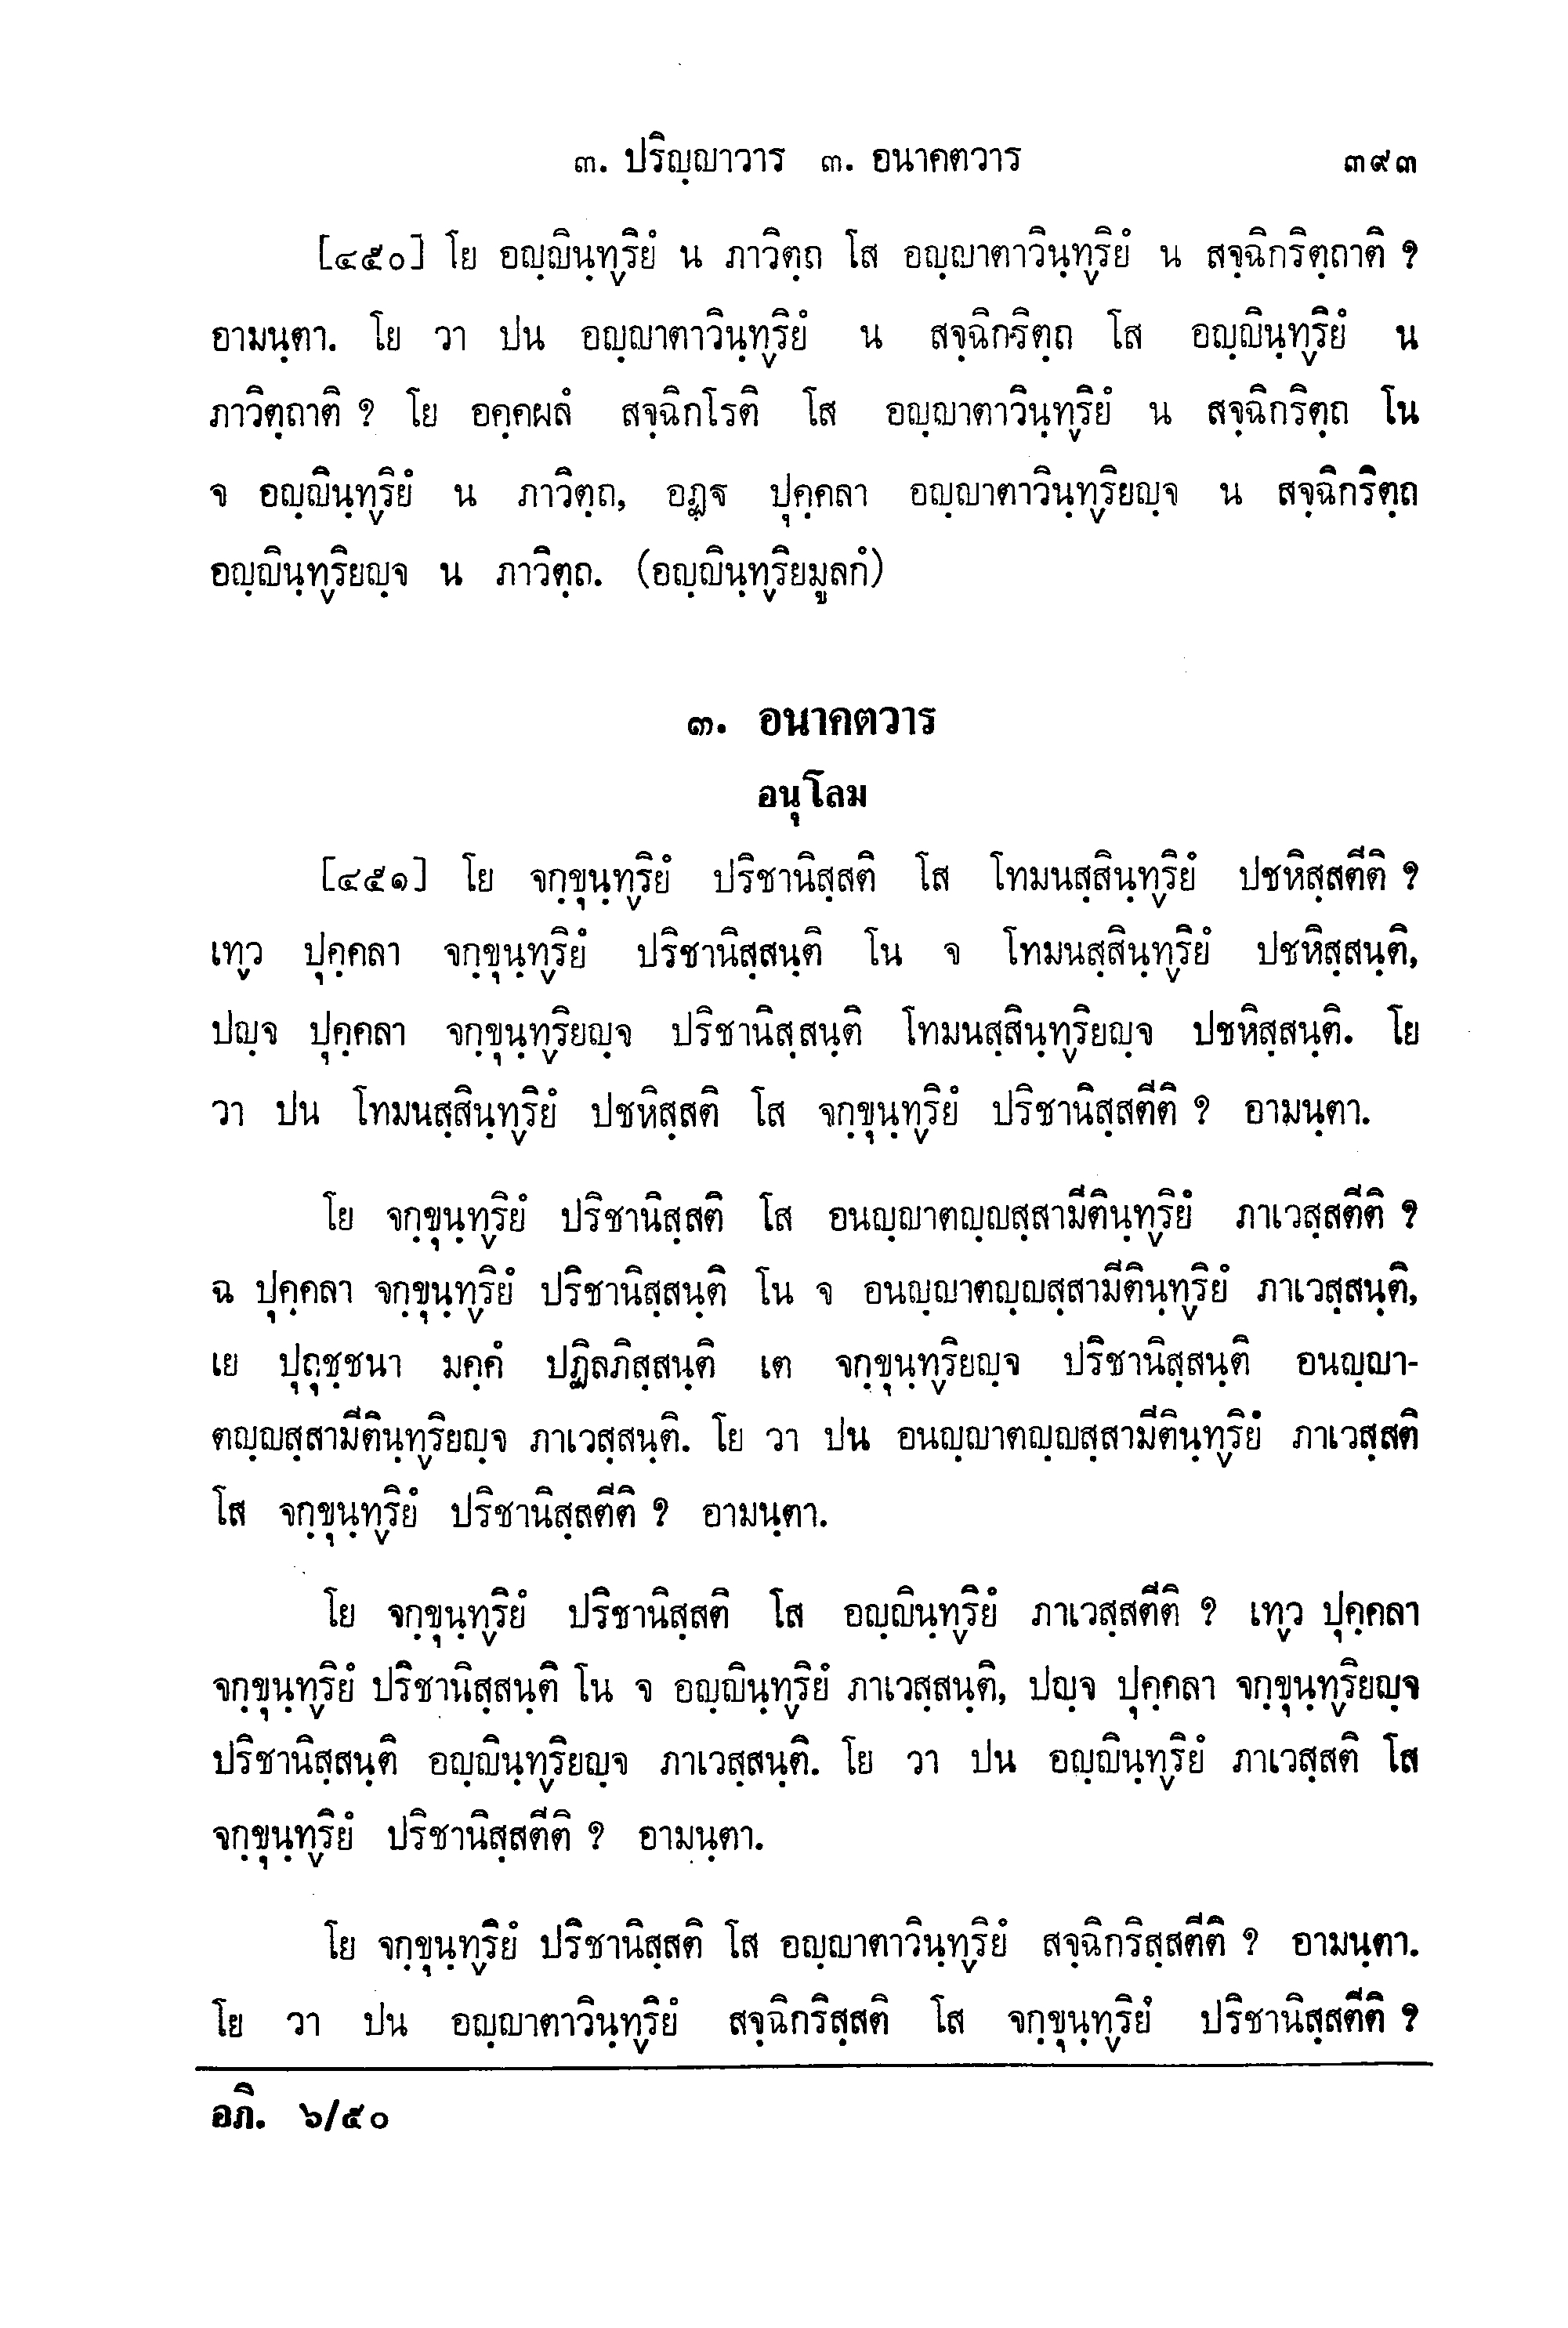 ๓. ปริญฺญาวาร ๓. อนาคตวาร ๓๙๓
[๔๕๐] โย อญฺญินฺทฺริยํ น ภาวิตฺถ โส อญฺญาตาวินฺทฺริยํ น สจฺฉิกริตฺถาติ ?
อามนฺตา. โย วา ปน อญฺญาตาวินฺทฺริยํ น สจฺฉิกริตฺถ โส อญฺญินฺทฺริยํ น
ภาวิตฺถาติ ? โย อคฺคผลํ สจฺฉิกโรติ โส อญฺญาตาวินฺทฺริยํ น สจฺฉิกริตฺถ โน
จ อญฺญินฺทฺริยํ น ภาวิตฺถ, อฏฺฐ ปุคฺคลา อญฺญาตาวินฺทฺริยญฺจ น สจฺฉิกริตฺถ
อญฺญินฺทฺริยญฺจ น ภาวิตฺถ. (อญฺญินฺทฺริยมูลกํ)
๓. อนาคตวาร
อนุโลม
[๔๕๑] โย จกฺขุนฺทฺริยํ ปริชานิสฺสติ โส โทมนสฺสินฺทฺริยํ ปชหิสฺสตีติ ?
เทฺว ปุคฺคลา จกฺขุนฺทฺริยํ ปริชานิสฺสนฺติ โน จ โทมนสฺสินฺทฺริยํ ปชหิสฺสนฺติ,
ปญฺจ ปุคฺคลา จกฺขุนฺทฺริยญฺจ ปริชานิสฺสนฺติ โทมนสฺสินฺทฺริยญฺจ ปชหิสฺสนฺติ. โย
วา ปน โทมนสฺสินฺทฺริยํ ปชหิสฺสติ โส จกฺขุนฺทฺริยํ ปริชานิสฺสตีติ ? อามนฺตา.
โย จกฺขุนฺทฺริยํ ปริชานิสฺสติ โส อนญฺญาตญฺญสฺสามีตินฺทฺริยํ ภาเวสฺสตีติ ?
ฉ ปุคฺคลา จกฺขุนฺทฺริยํ ปริชานิสฺสนฺติ โน จ อนญฺญาตญฺญสฺสามีตินฺทฺริยํ ภาเวสฺสนฺติ,
เย ปุถุชฺชนา มคฺคํ ปฏิลภิสฺสนฺติ เต จกฺขุนฺทฺริยญฺจ ปริชานิสฺสนฺติ อนญฺญา-
ตญฺญสฺสามีตินฺทฺริยญฺจ ภาเวสฺสนฺติ. โย วา ปน อนญฺญาตญฺญสฺสามีตินฺทฺริยํ ภาเวสฺสติ
โส จกฺขุนฺทฺริยํ ปริชานิสฺสตีติ ? อามนฺตา.
โย จกฺขุนฺทฺริยํ ปริชานิสฺสติ โส อญฺญินฺทฺริยํ ภาเวสฺสตีติ ? เทฺว ปุคฺคลา
จกฺขุนฺทฺริยํ ปริชานิสฺสนฺติ โน จ อญฺญินฺทฺริยํ ภาเวสฺสนฺติ, ปญฺจ ปุคฺคลา จกฺขุนฺทฺริยญฺจ
ปริชานิสฺสนฺติ อญฺญินฺทฺริยญฺจ ภาเวสฺสนฺติ. โย วา ปน อญฺญินฺทฺริยํ ภาเวสฺสติ โส
จกฺขุนฺทฺริยํ ปริชานิสฺสตีติ ? อามนฺตา.
โย จกฺขุนฺทฺริยํ ปริชานิสฺสติ โส อญฺญาตาวินฺทฺริยํ สจฺฉิกริสฺสตีติ ? อามนฺตา.
โย วา ปน อญฺญาตาวินฺทฺริยํ สจฺฉิกริสฺสติ โส จกฺขุนฺทฺริยํ ปริชานิสฺสตีติ ?
อภิ. ๖/๕๐